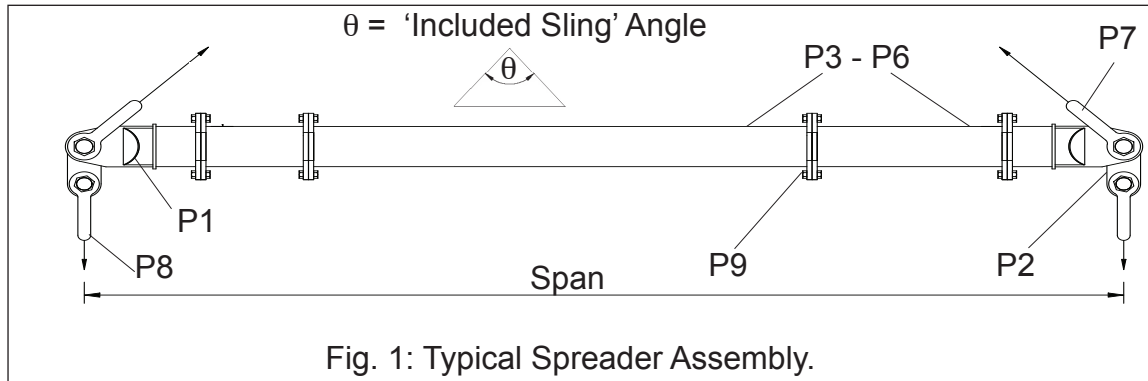 θ = ‘Included Sling’ Angle
θ
P3 - P6
P7
P1
P8
P9
P2
Span
Fig. 1: Typical Spreader Assembly.